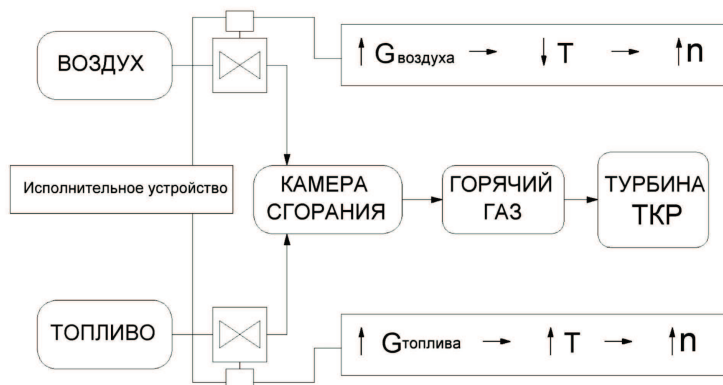 ВОЗДУХ
↑ Gвоздуха → ↓ T → ↑n
Исполнительное устройство
КАМЕРА
СГОРАНИЯ
ГОРЯЧИЙ
ГАЗ
ТУРБИНА
ТКР
ТОПЛИВО
↑ Gтоплива → ↑ T → ↑n